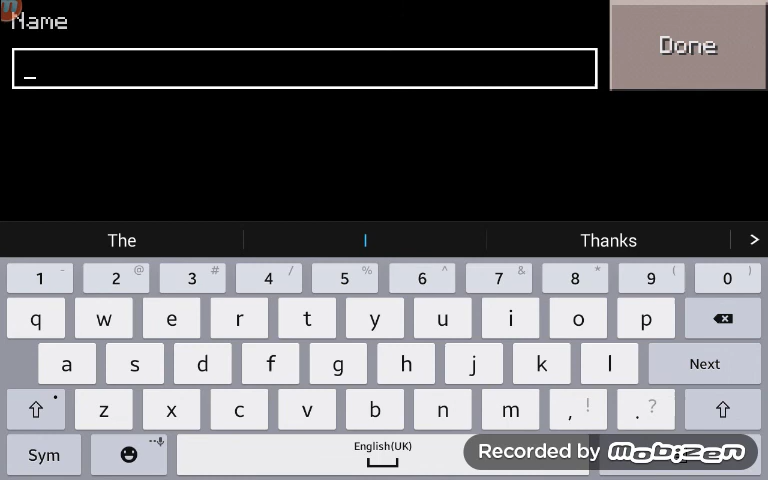 Name
Done
_
The I Thanks >
1 - 2 @ 3 # 4 / 5 % 6 ^ 7 & 8 * 9 ( 0 )
q w e r t y u i o p
a s d f g h j k l Next
z x c v b n m , ! . ?
Sym English(UK)
Recorded by mobizen